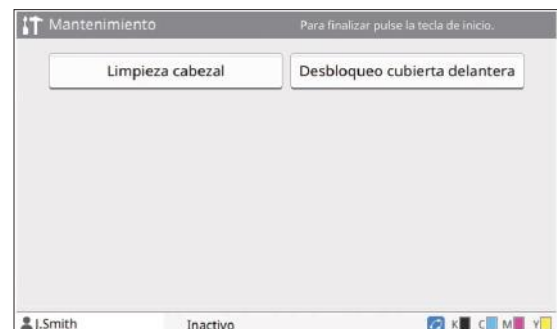 Mantenimiento
Para finalizar pulse la tecla de inicio.
Limpieza cabezal
Desbloqueo cubierta delantera
J.Smith
Inactivo
K C M Y